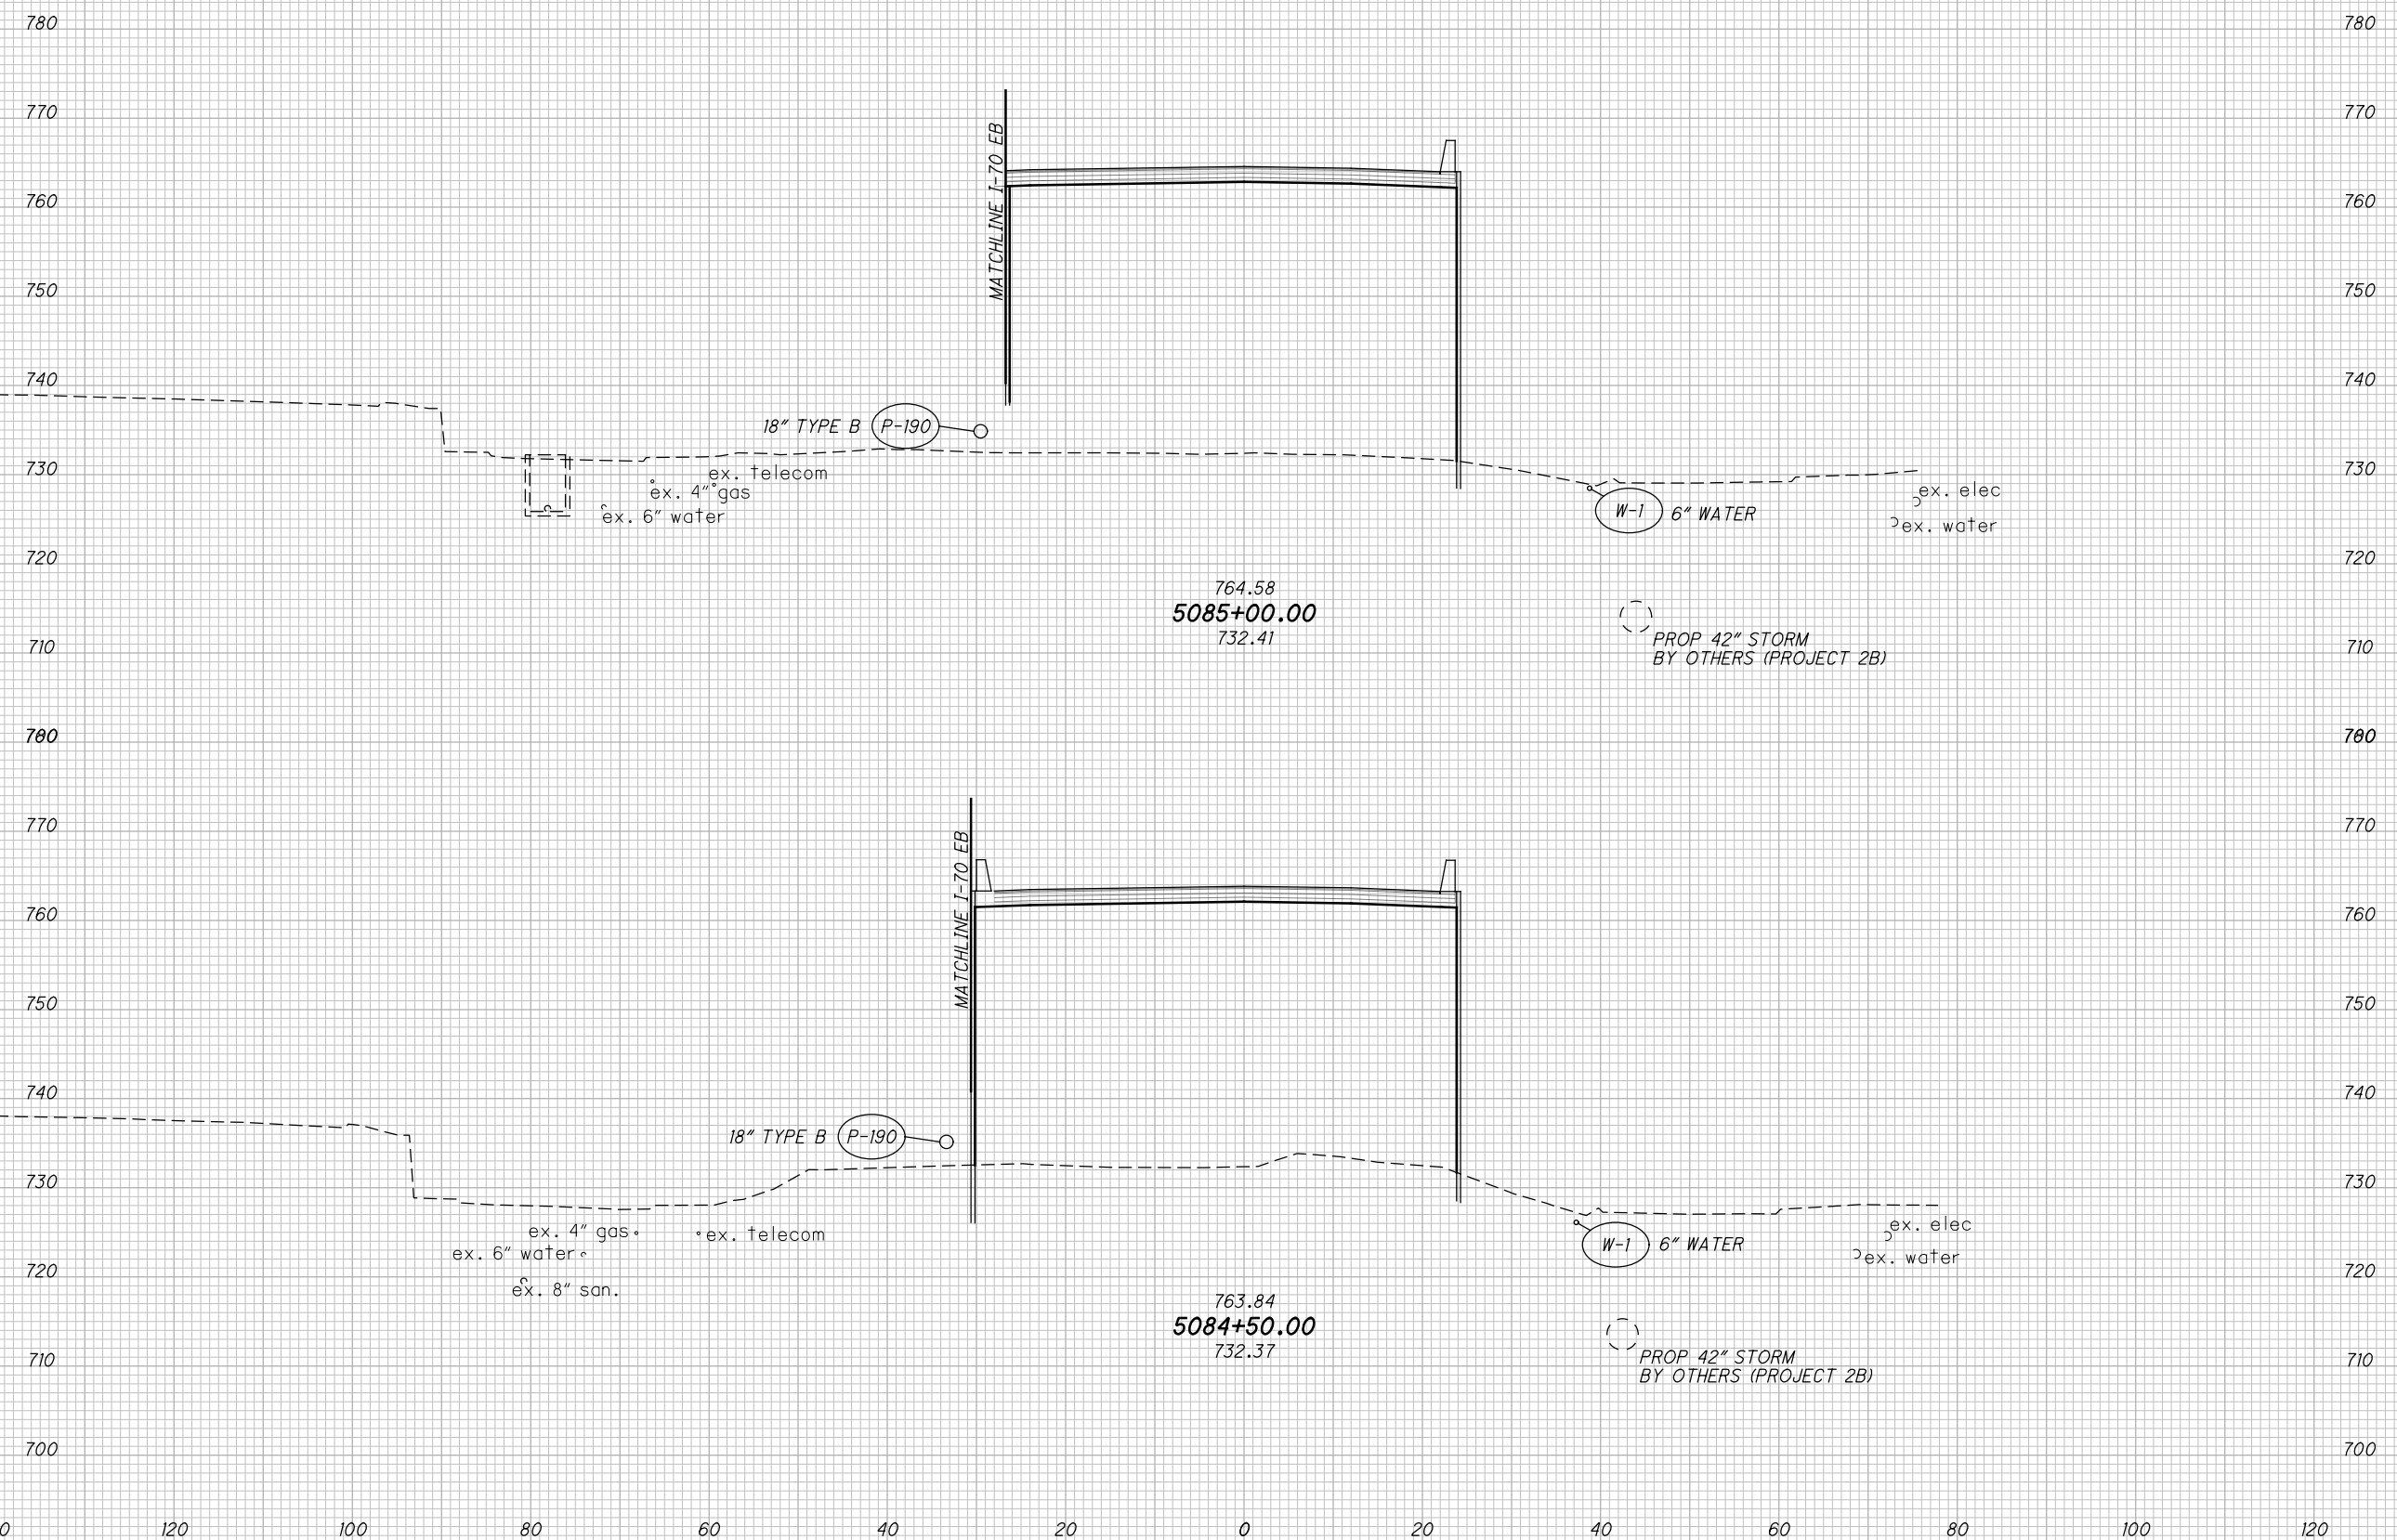 780 780
770 770
MATCHLINE I-70 EB
760 760
750 750
740 740
18" TYPE B P-190
730 730
ex. telecom
ex. 4" gas
ex. elec
W-1 6" WATER
ex. 6" water
ex. water
720 720
764.58
5085+00.00
732.41
PROP 42" STORM
BY OTHERS (PROJECT 2B)
710 710
770 770
MATCHLINE I-70 EB
760 760
750 750
740 740
18" TYPE B P-190
730 730
ex. elec
ex. 4" gas ex. telecom
W-1 6" WATER
ex. 6" water
ex. water
720 720
ex. 8" san.
763.84
5084+50.00
732.37
PROP 42" STORM
BY OTHERS (PROJECT 2B)
710 710
700 700
0 120 100 80 60 40 20 0 20 40 60 80 100 120